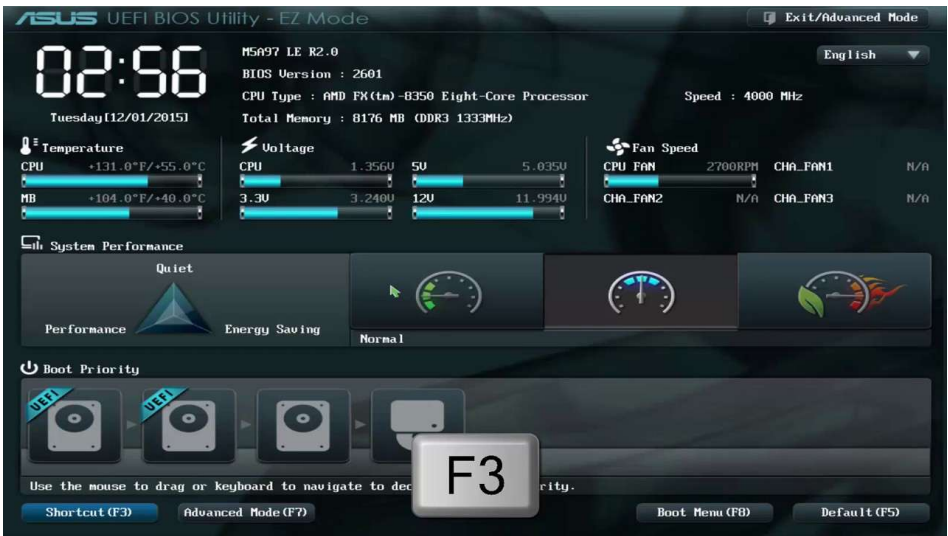 ASUS UEFI BIOS Utility - EZ Mode
Exit/Advanced Mode
02:56
Tuesday[12/01/2015]
M5A97 LE R2.0
BIOS Version : 2601
CPU Type : AMD FX(tm)-8350 Eight-Core Processor
Speed : 4000 MHz
Total Memory : 8176 MB (DDR3 1333MHz)
English
Temperature
CPU +131.0°F/+55.0°C
MB +104.0°F/+40.0°C
Voltage
CPU 1.356V 5V 5.035V
3.3V 3.240V 12V 11.994V
Fan Speed
CPU FAN 2700RPM CHA_FAN1 N/A
CHA_FAN2 N/A CHA_FAN3 N/A
System Performance
Quiet
Performance Energy Saving
Normal
Boot Priority
UEFI UEFI
Use the mouse to drag or keyboard to navigate to dec
rity.
F3
Shortcut(F3) Advanced Mode(F7) Boot Menu(F8) Default(F5)